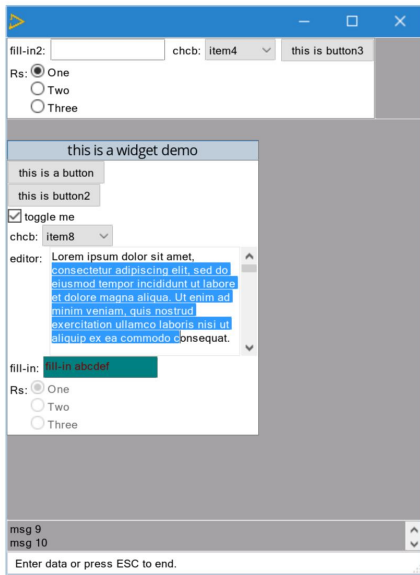 fill-in2: chcb: item4 this is button3
Rs: One
Two
Three
this is a widget demo
this is a button
this is button2
toggle me
chcb: item8
editor: Lorem ipsum dolor sit amet,
consectetur adipiscing elit, sed do
eiusmod tempor incididunt ut labore
et dolore magna aliqua. Ut enim ad
minim veniam, quis nostrud
exercitation ullamco laboris nisi ut
aliquip ex ea commodo consequat.
fill-in: fill-in abcdef
Rs: One
Two
Three
msg 9
msg 10
Enter data or press ESC to end.